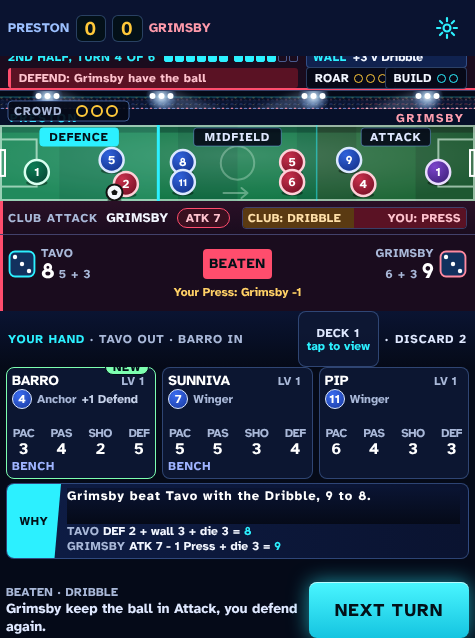 PRESTON 0 0 GRIMSBY
2ND HALF, TURN 4 OF 6
WALL +3 v Dribble
DEFEND: Grimsby have the ball
ROAR
BUILD
CROWD
GRIMSBY
DEFENCE
MIDFIELD
ATTACK
5 8 5 9
1 2 11 6 4 1
CLUB ATTACK GRIMSBY ATK 7 CLUB: DRIBBLE YOU: PRESS
TAVO
8 5 + 3
BEATEN
GRIMSBY
6 + 3 9
Your Press: Grimsby -1
YOUR HAND · TAVO OUT · BARRO IN
DECK 1
tap to view
· DISCARD 2
NEW
BARRO LV 1
4 Anchor +1 Defend
PAC PAS SHO DEF
3 4 2 5
BENCH
SUNNIVA LV 1
7 Winger
PAC PAS SHO DEF
5 5 3 4
BENCH
PIP LV 1
11 Winger
PAC PAS SHO DEF
6 4 3 3
WHY
Grimsby beat Tavo with the Dribble, 9 to 8.
TAVO DEF 2 + wall 3 + die 3 = 8
GRIMSBY ATK 7 - 1 Press + die 3 = 9
BEATEN · DRIBBLE
Grimsby keep the ball in Attack, you defend
again.
NEXT TURN